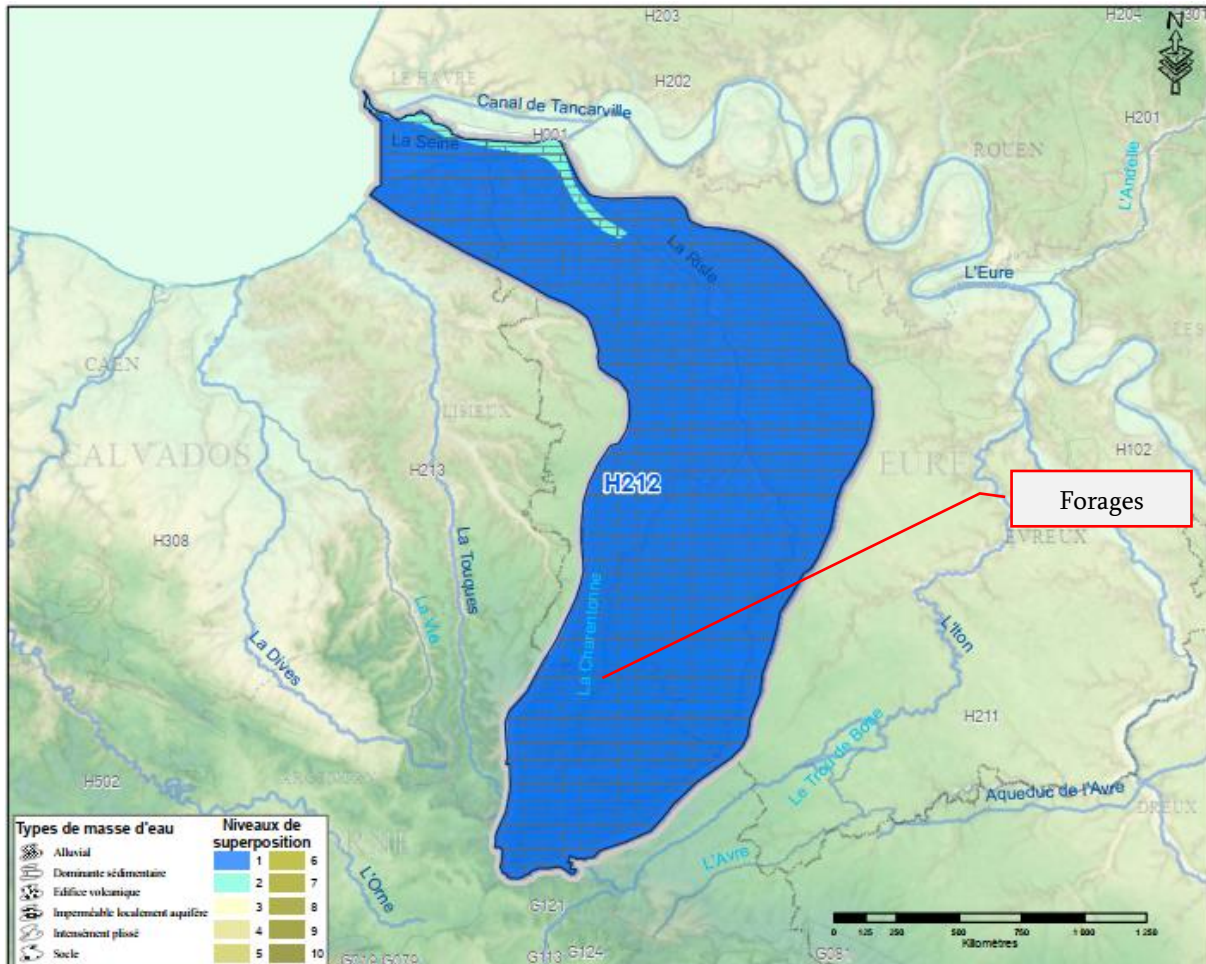 H203
H204
N
LE HAVRE
H202
Canal de Tancarville
H201
H001
La Seine
ROUEN
L'Andelle
La Risle
L'Eure
CAEN
LISIEUX
CALVADOS
H213
EURE
H102
H212
Forages
H308
ÉVREUX
La Touques
La Charentonne
La Vie
L'Iton
La Dives
H211
Le Trou de Bode
H502
Aqueduc de l'Avre
DREUX
L'Avre
L'Orne
G121
G113
G124
G081
Types de masse d'eau
Alluvial
Dominante sédimentaire
Edifice volcanique
Imperméable localement aquifère
Intensément plissé
Socle
Niveaux de
superposition
1 6
2 7
3 8
4 9
5 10
0 125 250 500 750 1 000 1 250
Kilomètres